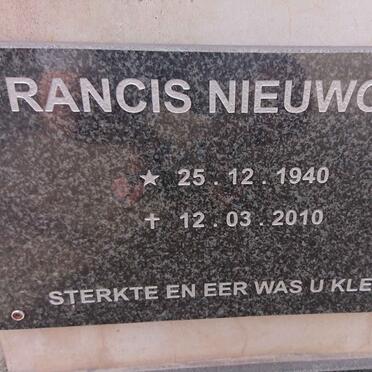 RANCIS NIEUWO
★ 25 . 12 . 1940
✝ 12 . 03 . 2010
STERKTE EN EER WAS U KLE